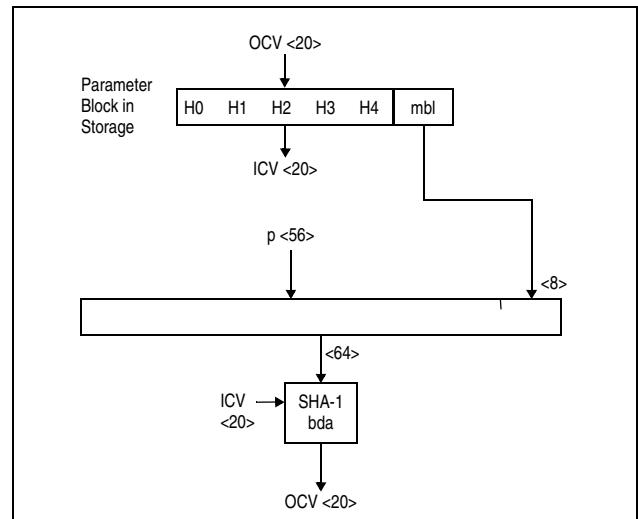 OCV <20>
Parameter
Block in
Storage
H0 H1 H2 H3 H4 mbl
ICV <20>
p <56>
<8>
<64>
ICV
<20>
SHA-1
bda
OCV <20>